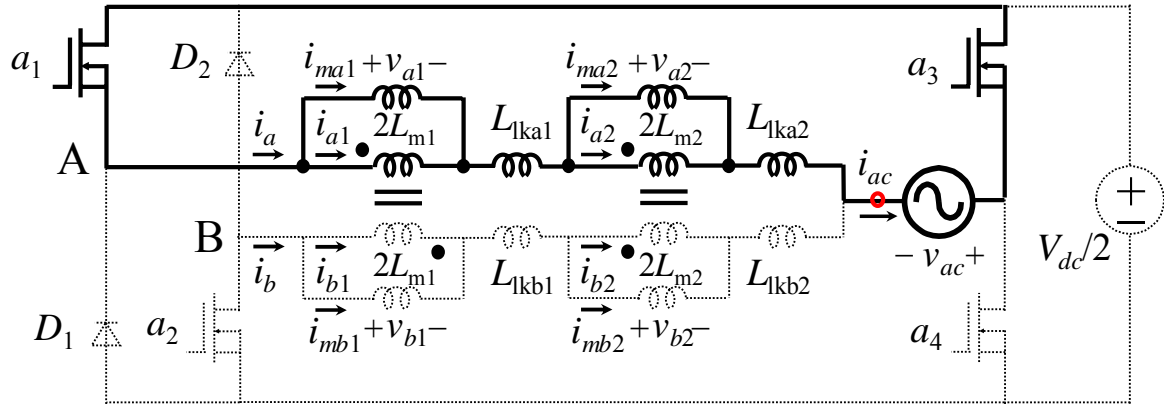 a1
D2
ima1 + va1 −
ima2 + va2 −
a3
ia
ia1
2Lm1
Llka1
ia2
2Lm2
Llka2
A
iac
+
−
B
− vac +
Vdc/2
ib
ib1
2Lm1
Llkb1
ib2
2Lm2
Llkb2
D1
a2
imb1 + vb1 −
imb2 + vb2 −
a4